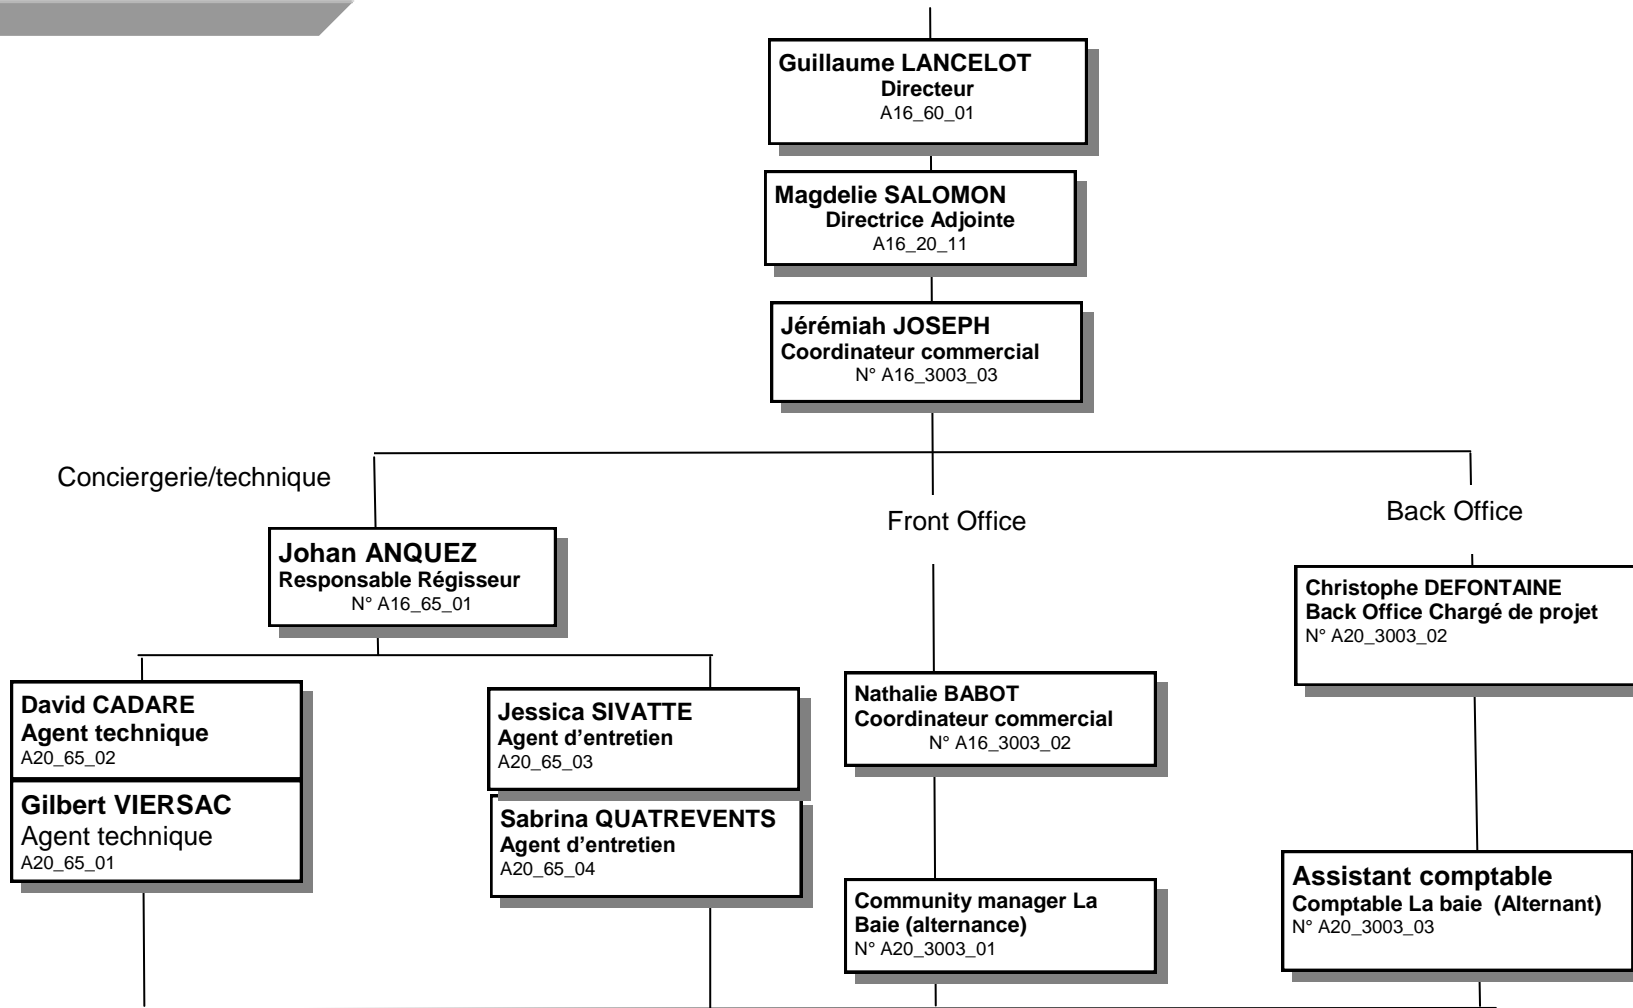 Guillaume LANCELOT
Directeur
A16_60_01
Magdelie SALOMON
Directrice Adjointe
A16_20_11
Jérémiah JOSEPH
Coordinateur commercial
N° A16_3003_03
Conciergerie/technique
Front Office
Back Office
Johan ANQUEZ
Responsable Régisseur
N° A16_65_01
Christophe DEFONTAINE
Back Office Chargé de projet
N° A20_3003_02
David CADARE
Agent technique
A20_65_02
Gilbert VIERSAC
Agent technique
A20_65_01
Jessica SIVATTE
Agent d’entretien
A20_65_03
Sabrina QUATREVENTS
Agent d’entretien
A20_65_04
Nathalie BABOT
Coordinateur commercial
N° A16_3003_02
Community manager La
Baie (alternance)
N° A20_3003_01
Assistant comptable
Comptable La baie  (Alternant)
N° A20_3003_03